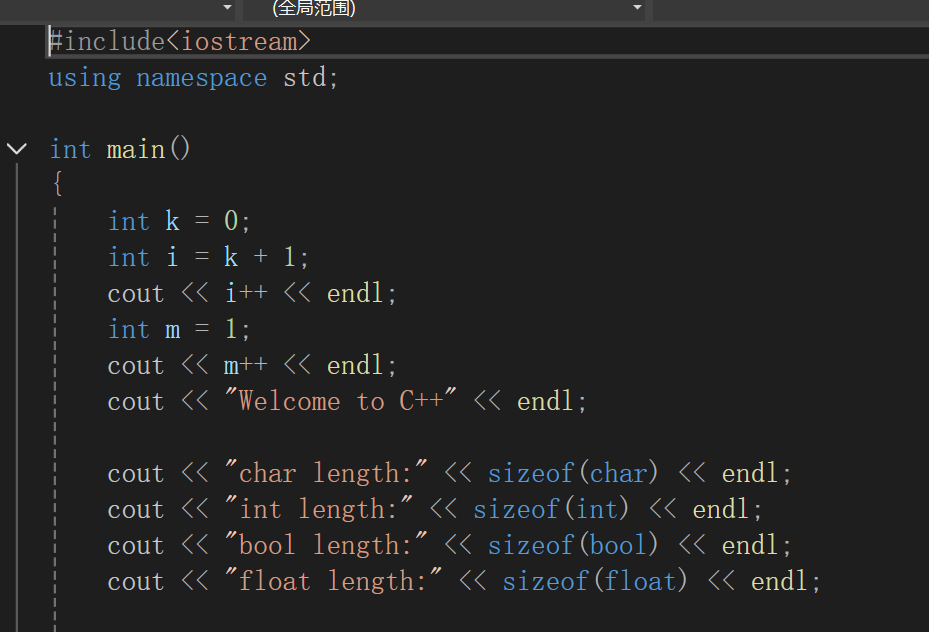 (全局范围)
#include<iostream>
using namespace std;
int main()
{
int k = 0;
int i = k + 1;
cout << i++ << endl;
int m = 1;
cout << m++ << endl;
cout << "Welcome to C++" << endl;
cout << "char length:" << sizeof(char) << endl;
cout << "int length:" << sizeof(int) << endl;
cout << "bool length:" << sizeof(bool) << endl;
cout << "float length:" << sizeof(float) << endl;